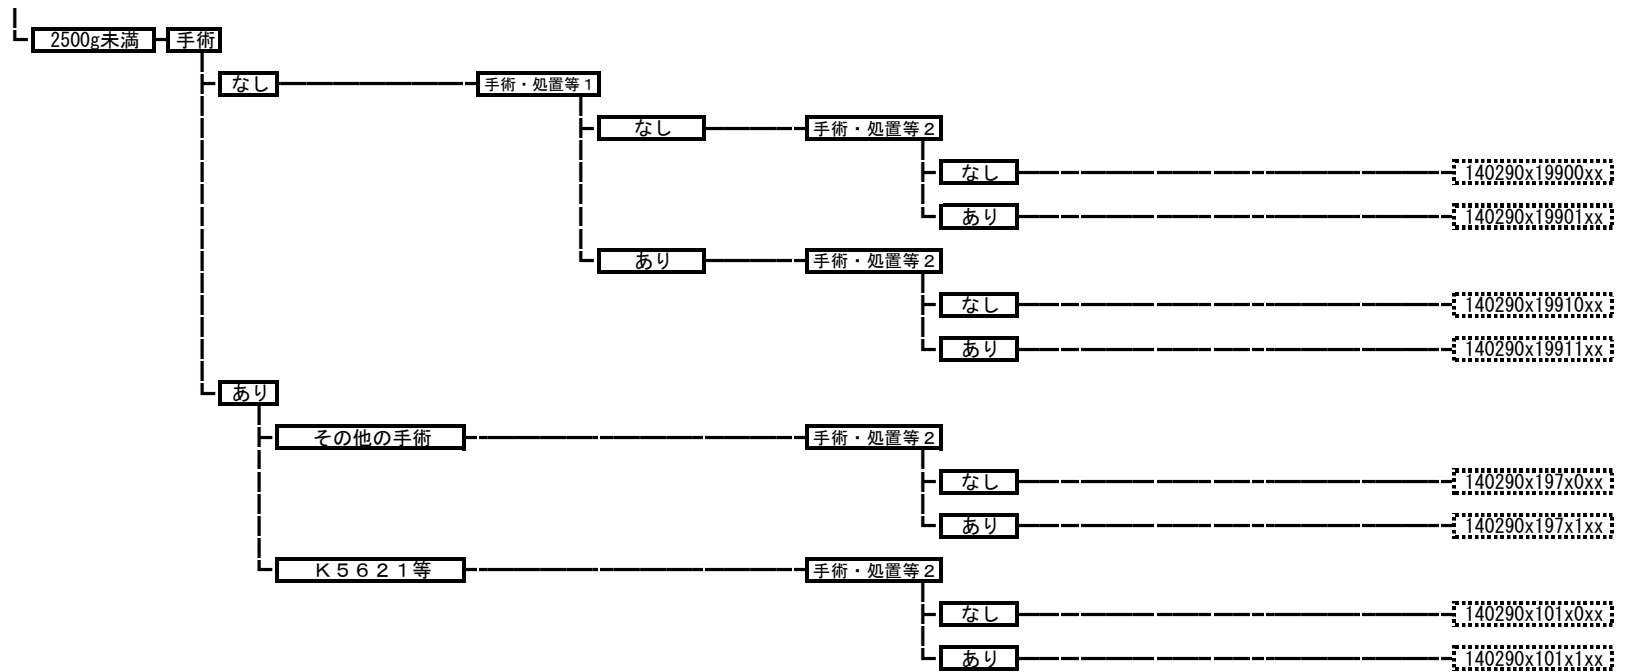 2500g未満 手術
なし 手術・処置等１
なし 手術・処置等２
なし 140290x19900xx
あり 140290x19901xx
あり 手術・処置等２
なし 140290x19910xx
あり 140290x19911xx
あり
その他の手術 手術・処置等２
なし 140290x197x0xx
あり 140290x197x1xx
Ｋ５６２１等 手術・処置等２
なし 140290x101x0xx
あり 140290x101x1xx